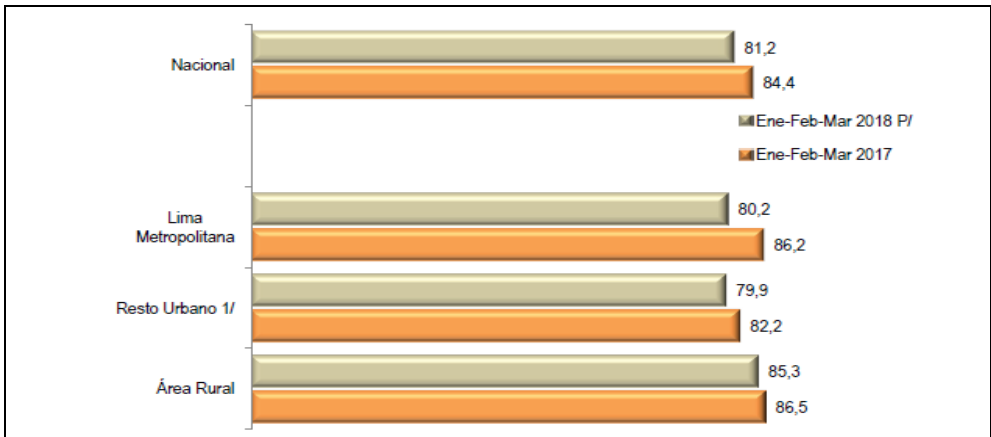 Nacional
81,2
84,4
Ene-Feb-Mar 2018 P/
Ene-Feb-Mar 2017
Lima
Metropolitana
80,2
86,2
Resto Urbano 1/
79,9
82,2
Área Rural
85,3
86,5